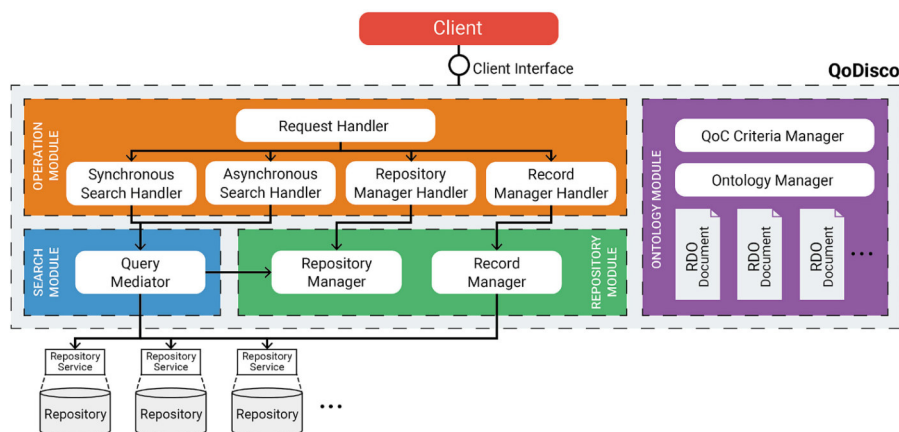 Client
Client Interface
QoDisco
OPERATION
MODULE
Request Handler
Synchronous
Search Handler
Asynchronous
Search Handler
Repository
Manager Handler
Record
Manager Handler
SEARCH
MODULE
Query
Mediator
Repository
Manager
Record
Manager
REPOSITORY
MODULE
ONTOLOGY MODULE
QoC Criteria Manager
Ontology Manager
RDO
Document
RDO
Document
RDO
Document
...
Repository
Service
Repository
Service
Repository
Service
Repository
Repository
Repository
...